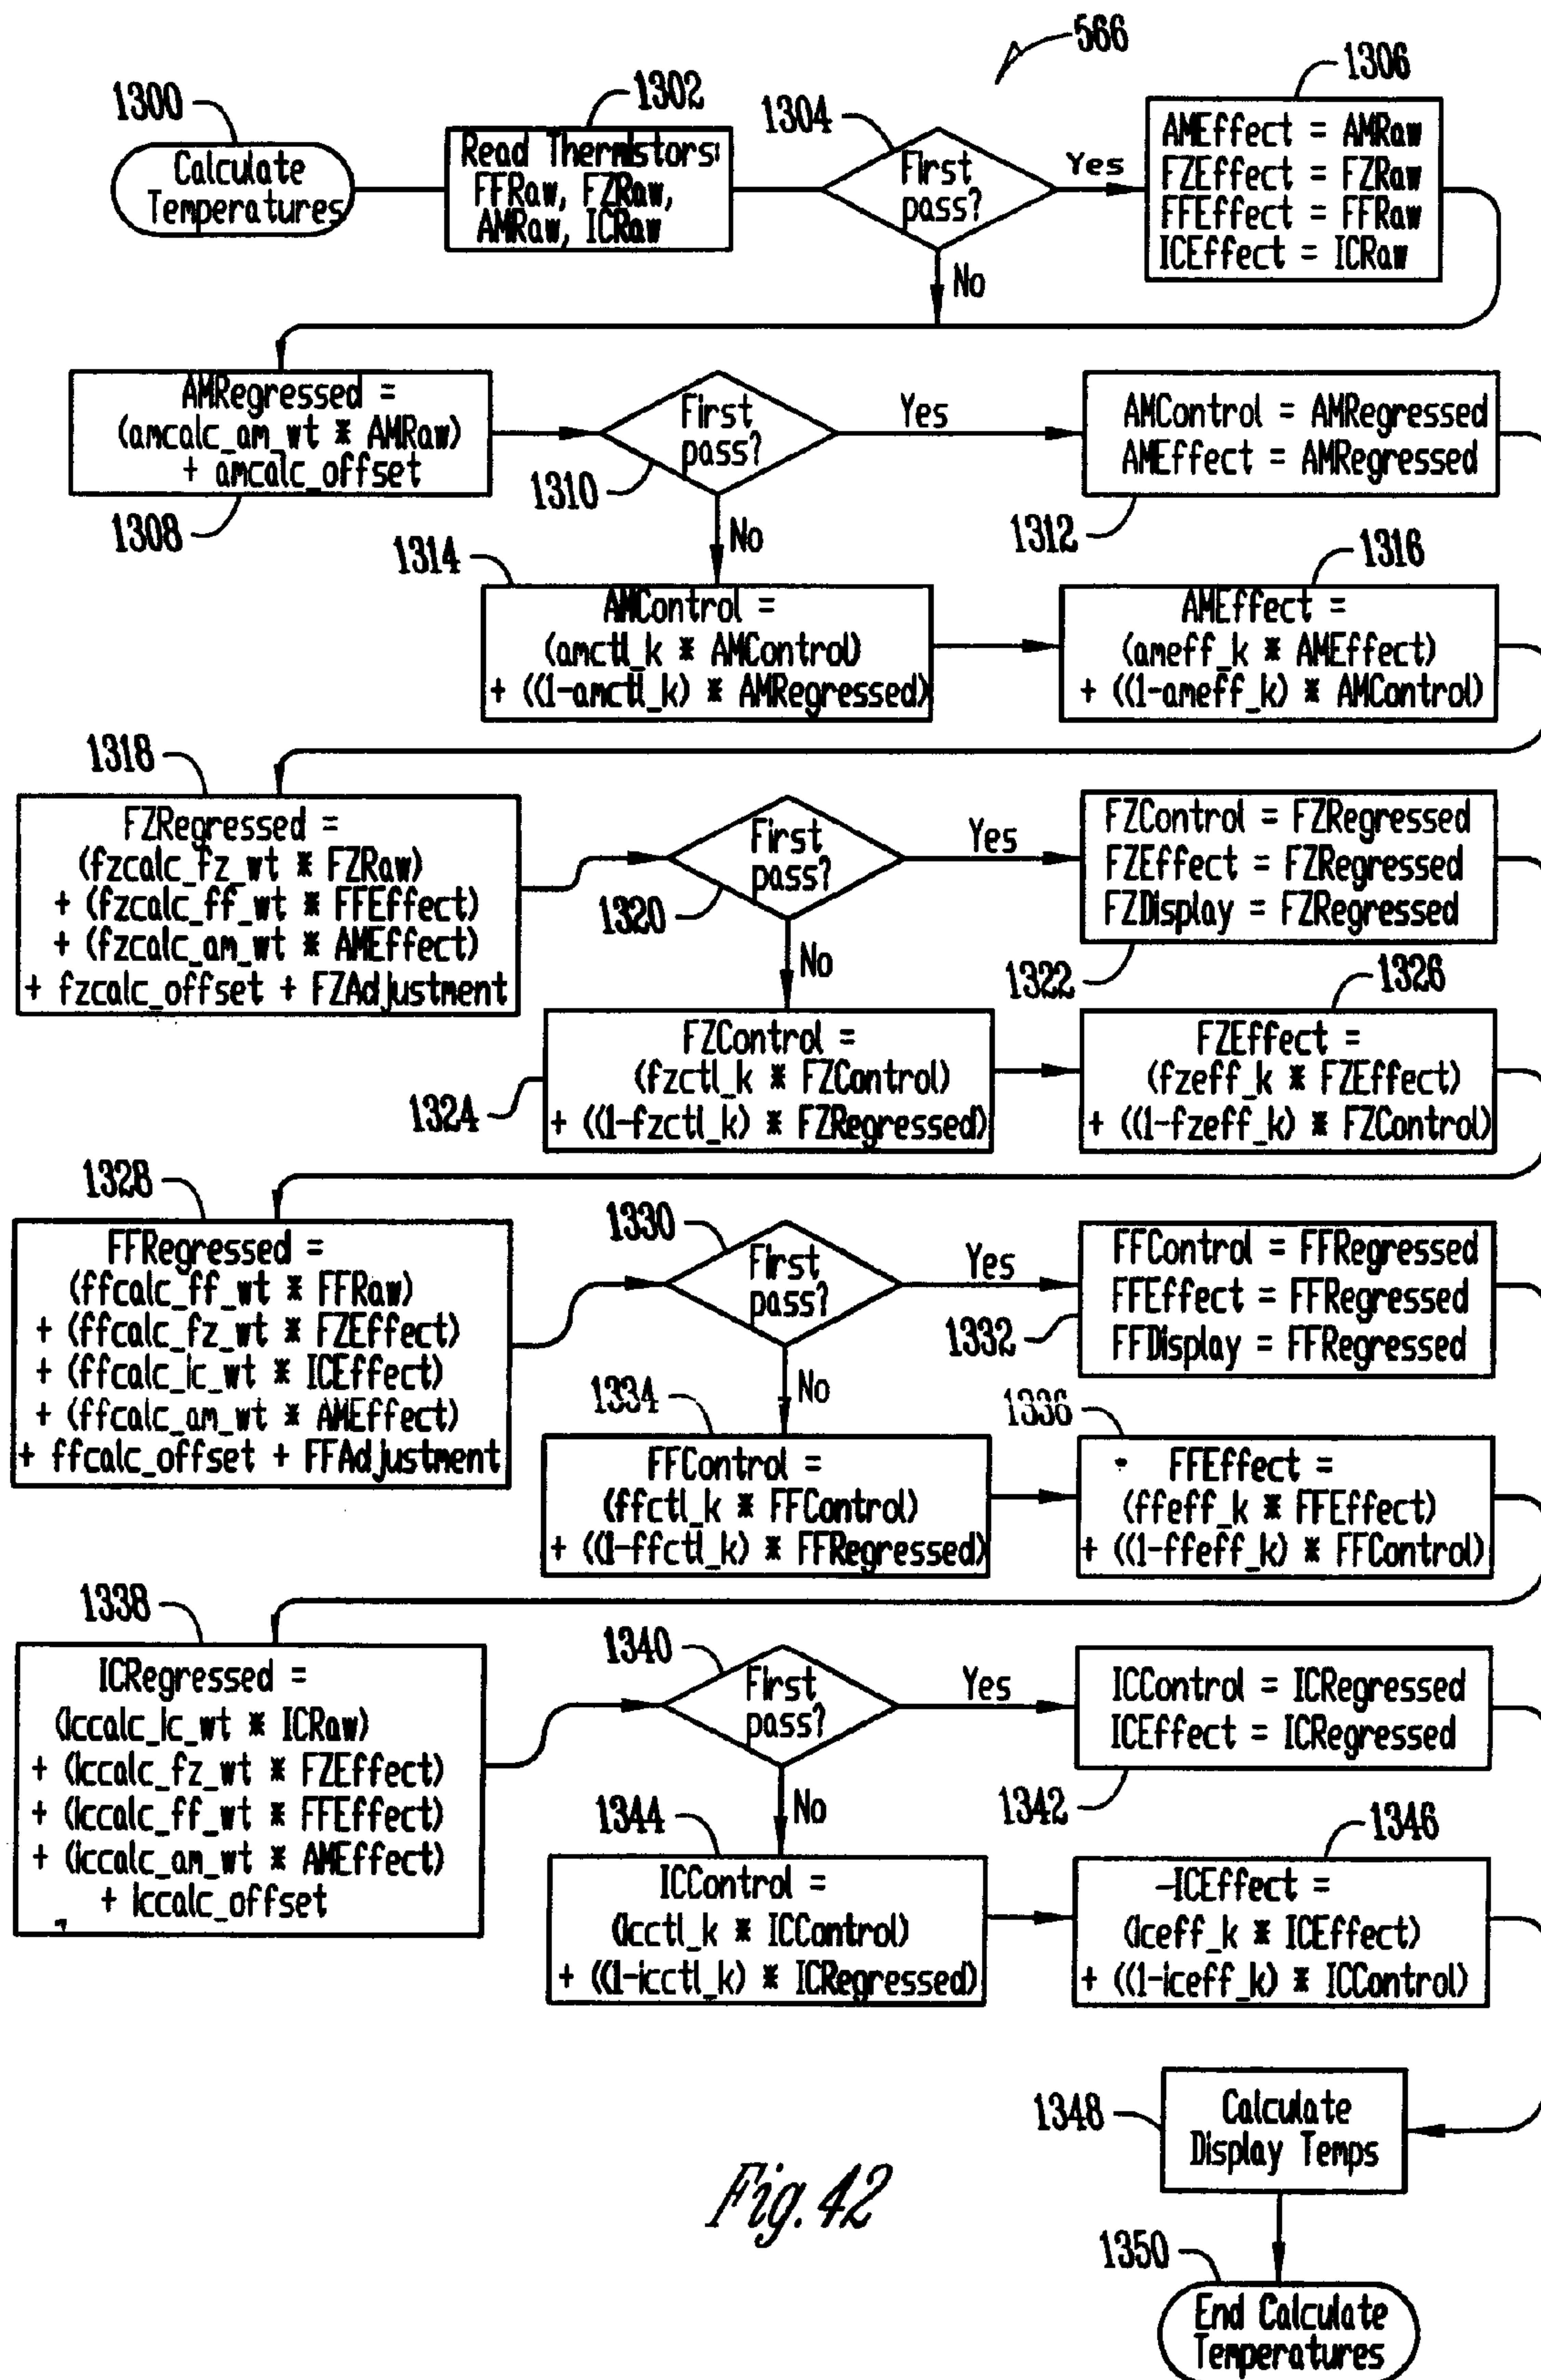 566
1300
Calculate
Temperatures
1302
Read Thermistors:
FFRaw, FZRaw,
AMRaw, ICRaw
1304
First
pass?
Yes
No
1306
AMEffect = AMRaw
FZEffect = FZRaw
FFEffect = FFRaw
ICEffect = ICRaw
AMRegressed =
(amcalc_am_wt * AMRaw)
+ amcalc_offset
1308
First
pass?
1310
Yes
No
AMControl = AMRegressed
AMEffect = AMRegressed
1312
1314
AMControl =
(amctl_k * AMControl)
+ ((1-amctl_k) * AMRegressed)
1316
AMEffect =
(ameff_k * AMEffect)
+ ((1-ameff_k) * AMControl)
1318
FZRegressed =
(fzcalc_fz_wt * FZRaw)
+ (fzcalc_ff_wt * FFEffect)
+ (fzcalc_am_wt * AMEffect)
+ fzcalc_offset + FZAdjustment
First
pass?
1320
Yes
No
FZControl = FZRegressed
FZEffect = FZRegressed
FZDisplay = FZRegressed
1322
1324
FZControl =
(fzctl_k * FZControl)
+ ((1-fzctl_k) * FZRegressed)
1326
FZEffect =
(fzeff_k * FZEffect)
+ ((1-fzeff_k) * FZControl)
1328
FFRegressed =
(ffcalc_ff_wt * FFRaw)
+ (ffcalc_fz_wt * FZEffect)
+ (ffcalc_ic_wt * ICEffect)
+ (ffcalc_am_wt * AMEffect)
+ ffcalc_offset + FFAdjustment
1330
First
pass?
Yes
No
FFControl = FFRegressed
FFEffect = FFRegressed
FFDisplay = FFRegressed
1332
1334
FFControl =
(ffctl_k * FFControl)
+ ((1-ffctl_k) * FFRegressed)
1336
FFEffect =
(ffeff_k * FFEffect)
+ ((1-ffeff_k) * FFControl)
1338
ICRegressed =
(iccalc_ic_wt * ICRaw)
+ (iccalc_fz_wt * FZEffect)
+ (iccalc_ff_wt * FFEffect)
+ (iccalc_am_wt * AMEffect)
+ iccalc_offset
1340
First
pass?
Yes
No
ICControl = ICRegressed
ICEffect = ICRegressed
1342
1344
ICControl =
(icctl_k * ICControl)
+ ((1-icctl_k) * ICRegressed)
1346
-ICEffect =
(iceff_k * ICEffect)
+ ((1-iceff_k) * ICControl)
1348
Calculate
Display Temps
1350
End Calculate
Temperatures
Fig. 42